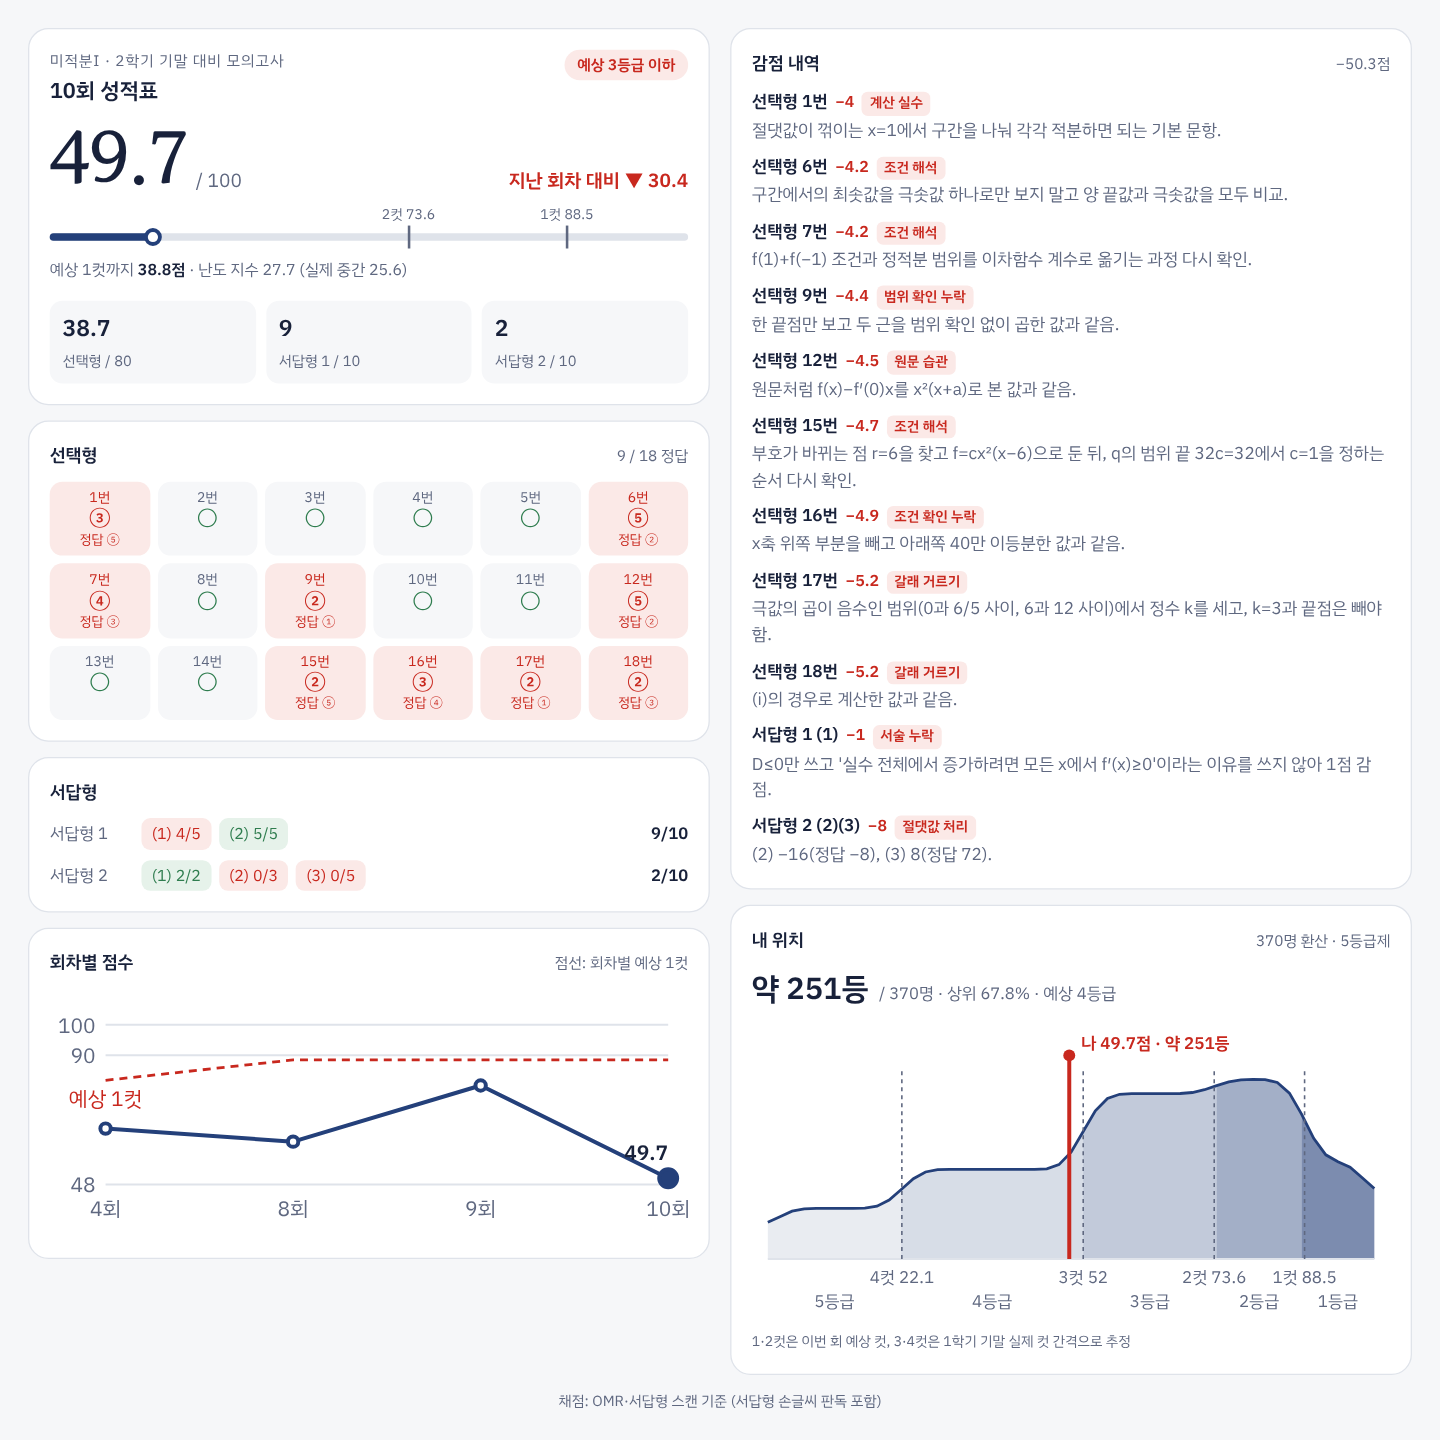 미적분Ⅰ · 2학기 기말 대비 모의고사
예상 3등급 이하
10회 성적표
49.7 / 100
지난 회차 대비 ▼ 30.4
2컷 73.6
1컷 88.5
예상 1컷까지 38.8점 · 난도 지수 27.7 (실제 중간 25.6)
38.7
선택형 / 80
9
서답형 1 / 10
2
서답형 2 / 10
선택형
9 / 18 정답
1번
③
정답 ⑤
2번
○
3번
○
4번
○
5번
○
6번
⑤
정답 ②
7번
④
정답 ③
8번
○
9번
②
정답 ①
10번
○
11번
○
12번
⑤
정답 ②
13번
○
14번
○
15번
②
정답 ⑤
16번
③
정답 ④
17번
②
정답 ①
18번
②
정답 ③
서답형
서답형 1 (1) 4/5 (2) 5/5 9/10
서답형 2 (1) 2/2 (2) 0/3 (3) 0/5 2/10
회차별 점수
점선: 회차별 예상 1컷
100
90
예상 1컷
49.7
48
4회 8회 9회 10회
감점 내역
−50.3점
선택형 1번 −4 계산 실수
절댓값이 꺾이는 x=1에서 구간을 나눠 각각 적분하면 되는 기본 문항.
선택형 6번 −4.2 조건 해석
구간에서의 최솟값을 극솟값 하나로만 보지 말고 양 끝값과 극솟값을 모두 비교.
선택형 7번 −4.2 조건 해석
f(1)+f(−1) 조건과 정적분 범위를 이차함수 계수로 옮기는 과정 다시 확인.
선택형 9번 −4.4 범위 확인 누락
한 끝점만 보고 두 근을 범위 확인 없이 곱한 값과 같음.
선택형 12번 −4.5 원문 습관
원문처럼 f(x)−f′(0)x를 x²(x+a)로 본 값과 같음.
선택형 15번 −4.7 조건 해석
부호가 바뀌는 점 r=6을 찾고 f=cx²(x−6)으로 둔 뒤, q의 범위 끝 32c=32에서 c=1을 정하는
순서 다시 확인.
선택형 16번 −4.9 조건 확인 누락
x축 위쪽 부분을 빼고 아래쪽 40만 이등분한 값과 같음.
선택형 17번 −5.2 갈래 거르기
극값의 곱이 음수인 범위(0과 6/5 사이, 6과 12 사이)에서 정수 k를 세고, k=3과 끝점은 빼야
함.
선택형 18번 −5.2 갈래 거르기
(i)의 경우로 계산한 값과 같음.
서답형 1 (1) −1 서술 누락
D≤0만 쓰고 '실수 전체에서 증가하려면 모든 x에서 f′(x)≥0'이라는 이유를 쓰지 않아 1점 감
점.
서답형 2 (2)(3) −8 절댓값 처리
(2) −16(정답 −8), (3) 8(정답 72).
내 위치
370명 환산 · 5등급제
약 251등 / 370명 · 상위 67.8% · 예상 4등급
나 49.7점 · 약 251등
4컷 22.1 3컷 52 2컷 73.6 1컷 88.5
5등급 4등급 3등급 2등급 1등급
1·2컷은 이번 회 예상 컷, 3·4컷은 1학기 기말 실제 컷 간격으로 추정
채점: OMR·서답형 스캔 기준 (서답형 손글씨 판독 포함)